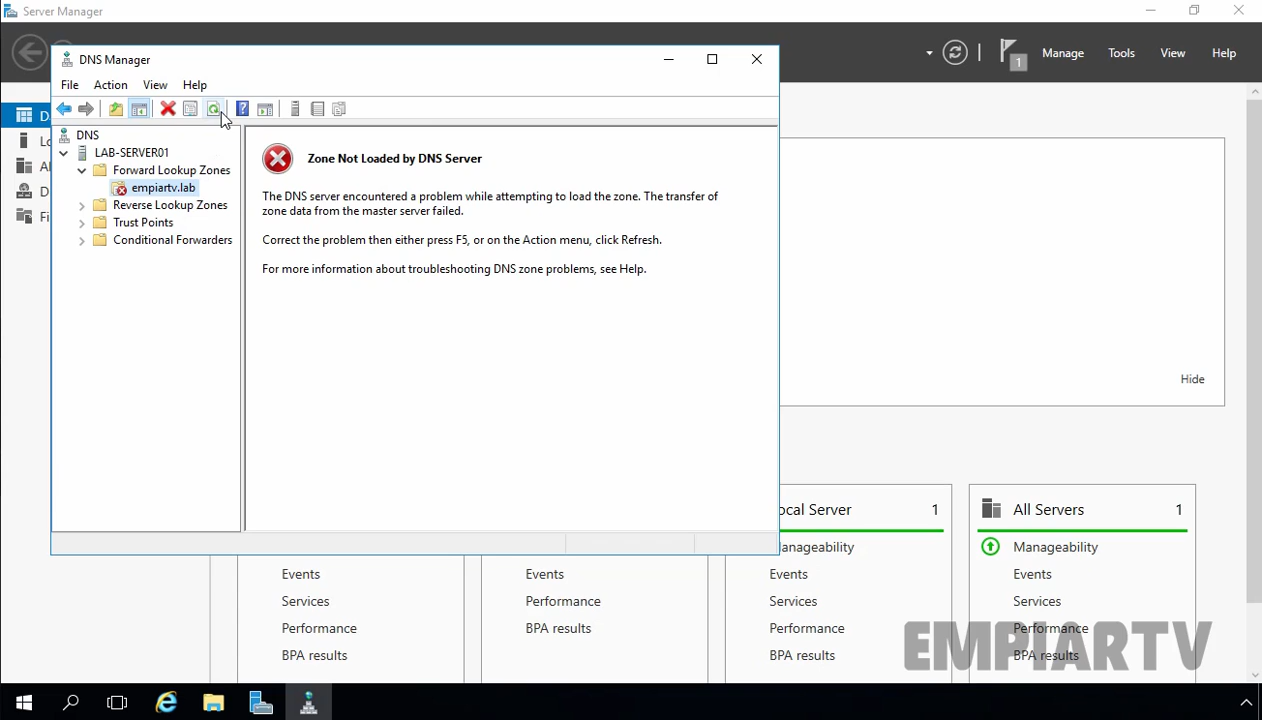 Server Manager
Manage
Tools
View
Help
1
DNS Manager
File
Action
View
Help
DNS
LAB-SERVER01
Forward Lookup Zones
empiartv.lab
Reverse Lookup Zones
Trust Points
Conditional Forwarders
Zone Not Loaded by DNS Server
The DNS server encountered a problem while attempting to load the zone. The transfer of
zone data from the master server failed.
Correct the problem then either press F5, or on the Action menu, click Refresh.
For more information about troubleshooting DNS zone problems, see Help.
D
Lo
Al
D
Fi
Hide
Events
Services
Performance
BPA results
Events
Performance
BPA results
ocal Server 1
anageability
Events
Services
Performance
BPA results
All Servers 1
Manageability
Events
Services
Performance
BPA results
EMPIARTV